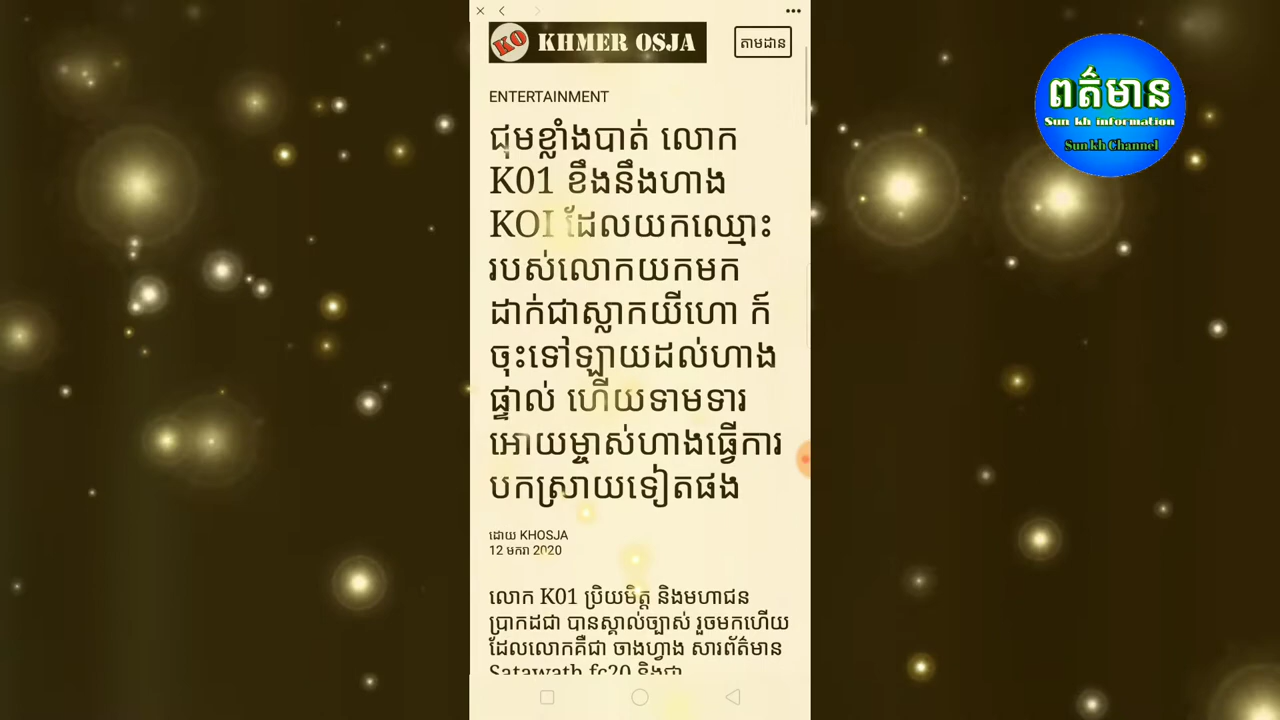 KO KHMER OSJA
តាមដាន
ព័ត៌មាន
Sun kh information
Sun kh Channel
ENTERTAINMENT
ជុមខ្លាំងបាត់ លោក
K01 ខឹងនឹងហាង
KOI ដែលយកឈ្មោះ
របស់លោកយកមក
ដាក់ជាស្លាកយីហោ ក៍
ចុះទៅឡាយដល់ហាង
ផ្ទាល់ ហើយទាមទារ
អោយម្ចាស់ហាងធ្វើការ
បកស្រាយទៀតផង
ដោយ KHOSJA
12 មករា 2020
លោក K01 ប្រិយមិត្ត និងមហាជន
ប្រាកដជា បានស្គាល់ច្បាស់ រួចមកហើយ
ដែលលោកគឺជា ចាងហ្វាង សារព័ត៌មាន
Satawath fc20 និងជា